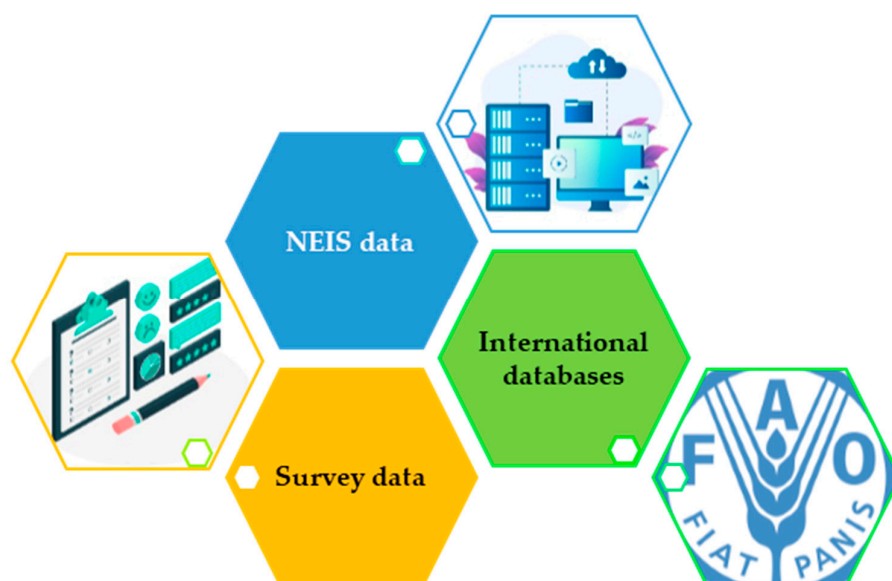 NEIS data
International
databases
Survey data
F A O
FIAT PANIS